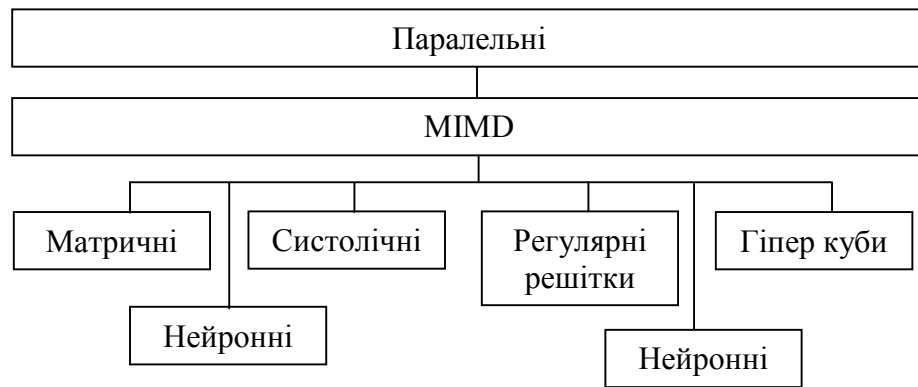 Паралельні
MIMD
Матричні
Систолічні
Регулярні
решітки
Гіпер куби
Нейронні
Нейронні